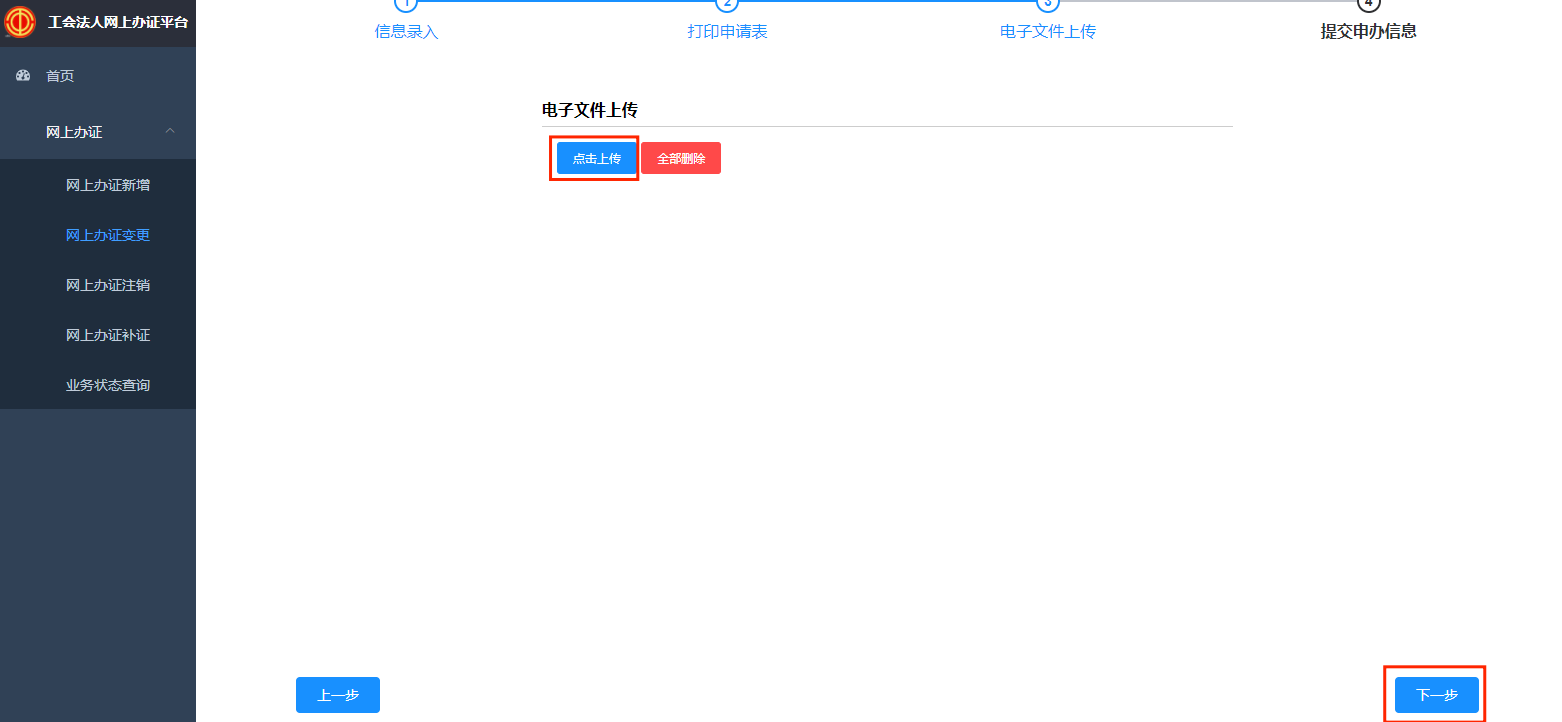 工会法人网上办证平台
首页
网上办证
网上办证新增
网上办证变更
网上办证注销
网上办证补证
业务状态查询
1
2
3
4
信息录入
打印申请表
电子文件上传
提交申办信息
电子文件上传
点击上传
全部删除
上一步
下一步